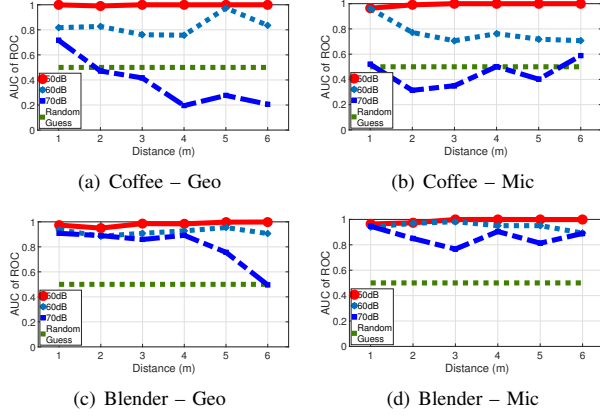 AUC of ROC
1
0.8
0.6
0.4
0.2
0
50dB
60dB
70dB
Random
Guess
1 2 3 4 5 6
Distance (m)
(a) Coffee – Geo
AUC of ROC
1
0.8
0.6
0.4
0.2
0
50dB
60dB
70dB
Random
Guess
1 2 3 4 5 6
Distance (m)
(b) Coffee – Mic
AUC of ROC
1
0.8
0.6
0.4
0.2
0
50dB
60dB
70dB
Random
Guess
1 2 3 4 5 6
Distance (m)
(c) Blender – Geo
AUC of ROC
1
0.8
0.6
0.4
0.2
0
50dB
60dB
70dB
Random
Guess
1 2 3 4 5 6
Distance (m)
(d) Blender – Mic